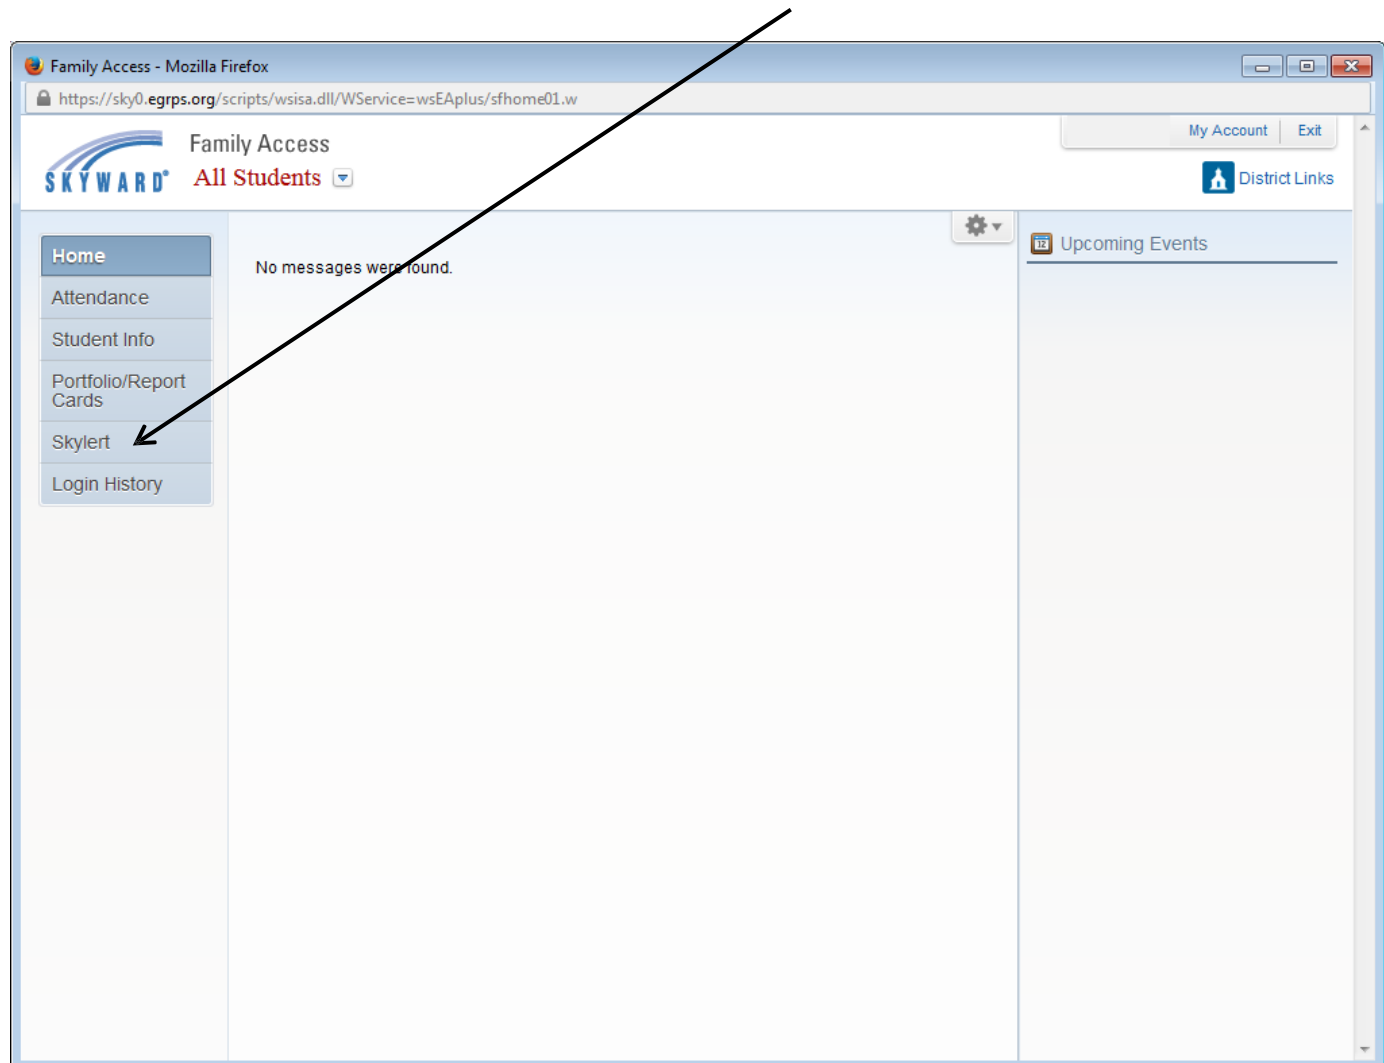 Family Access - Mozilla Firefox
https://sky0.egrps.org/scripts/wsisa.dll/WService=wsEAplus/sfhome01.w
My Account Exit
Family Access
SKYWARD®
All Students
District Links
Home
Attendance
Student Info
Portfolio/Report
Cards
Skylert
Login History
No messages were found.
12 Upcoming Events